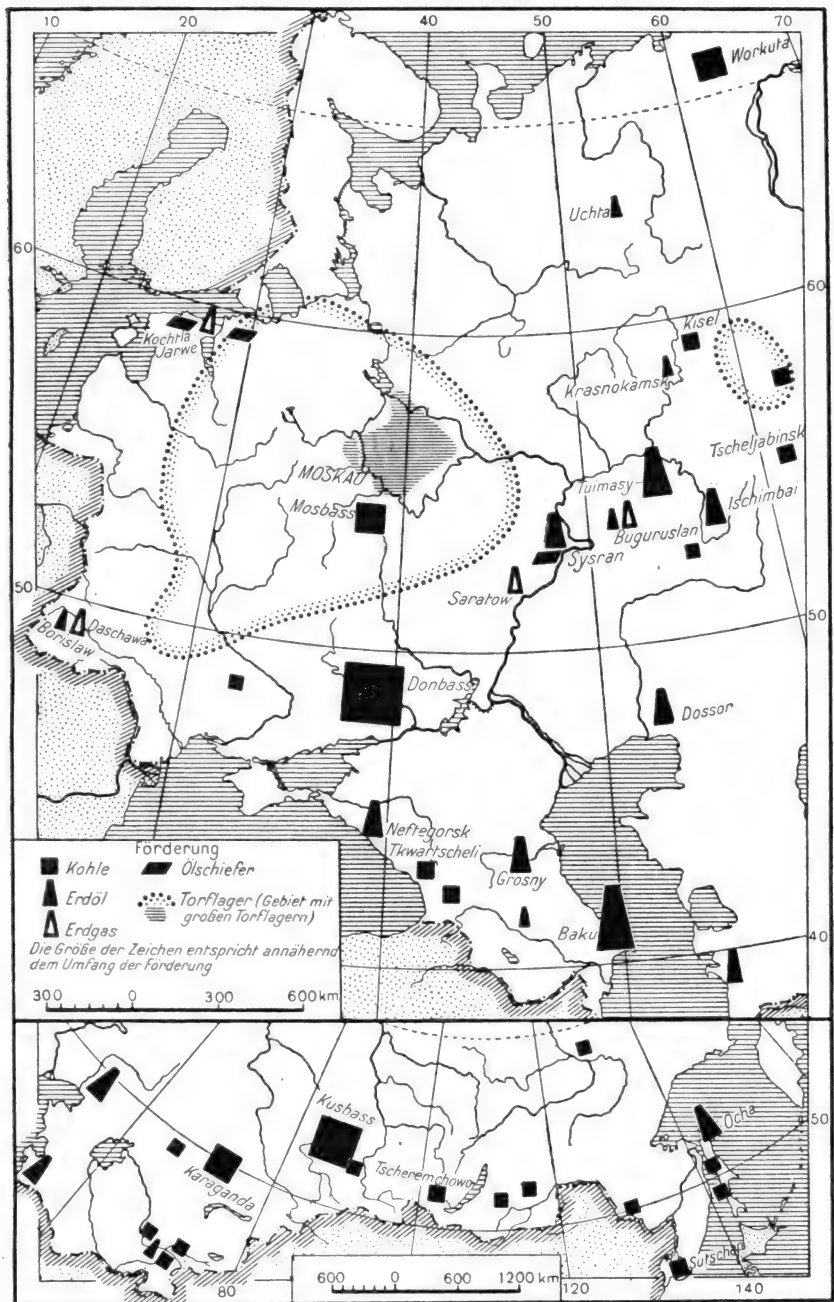 10 20 30 40 50 60 70
Workuta
Uchta
60
60
Kisel
Kochtla
Jarwe
Krasnokamsk
Tscheljabinsk
MOSKAU
Tuimasy
Ischimbai
Mosbass
Buguruslan
Sysran
Saratow
50
50
Borislaw
Daschawa
Donbass
Dossor
Neftegorsk
Tkwartscheli
Grosny
Baku
40
Förderung
Kohle
Ölschiefer
Erdöl
Torflager (Gebiet mit
großen Torflagern)
Erdgas
Die Größe der Zeichen entspricht annähernd
dem Umfang der Förderung
300 0 300 600 km
Kusbass
Ocha
50
Karaganda
Tscheremchowo
Sutschan
80
600 0 600 1200 km
120
140